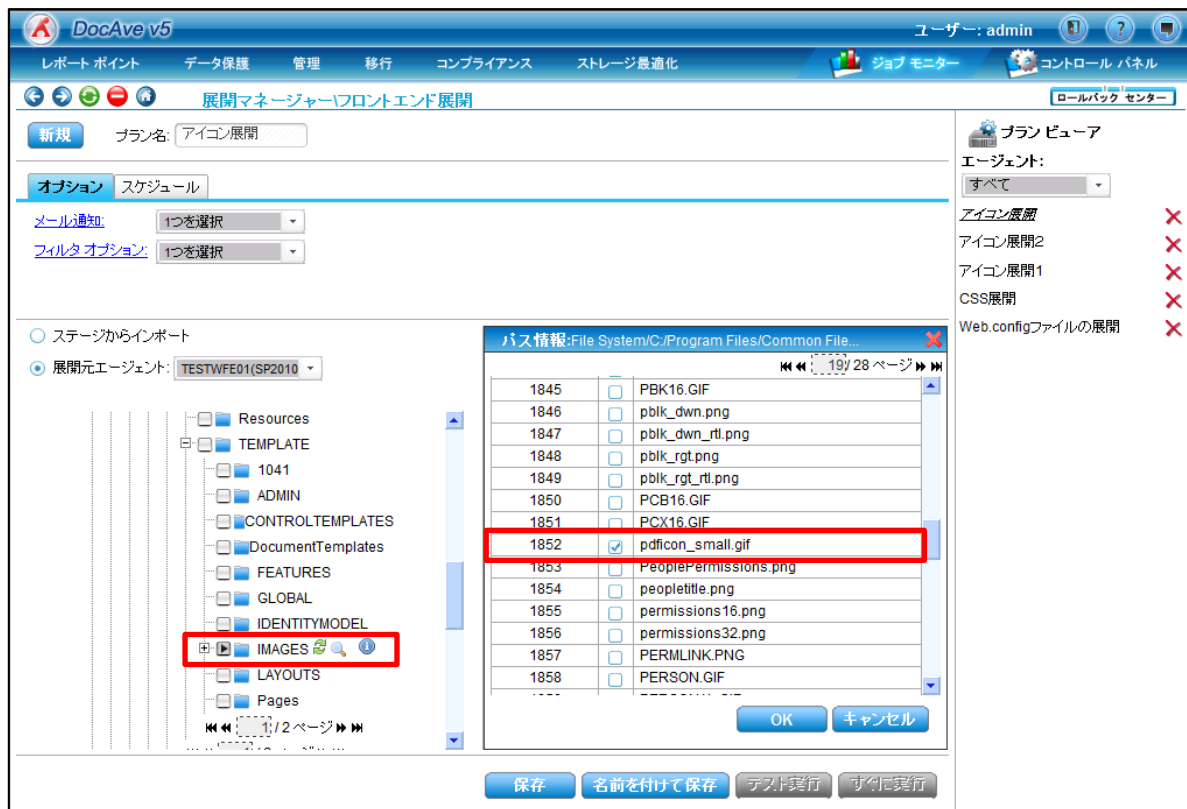 DocAve v5
ユーザー: admin
レポート ポイント データ保護 管理 移行 コンプライアンス ストレージ最適化 ジョブ モニター コントロール パネル
展開マネージャー\フロントエンド展開
ロールバック センター
新規 プラン名: アイコン展開
オプション スケジュール
メール通知: 1つを選択
フィルタ オプション: 1つを選択
ステージからインポート
展開元エージェント: TESTWFE01(SP2010
Resources
TEMPLATE
1041
ADMIN
CONTROLTEMPLATES
DocumentTemplates
FEATURES
GLOBAL
IDENTITYMODEL
IMAGES
LAYOUTS
Pages
1 / 2 ページ
パス情報:File System/C:/Program Files/Common File...
19 / 28 ページ
1845 PBK16.GIF
1846 pblk_dwn.png
1847 pblk_dwn_rtl.png
1848 pblk_rgt.png
1849 pblk_rgt_rtl.png
1850 PCB16.GIF
1851 PCX16.GIF
1852 pdficon_small.gif
1853 PeoplePermissions.png
1854 peopletitle.png
1855 permissions16.png
1856 permissions32.png
1857 PERMLINK.PNG
1858 PERSON.GIF
OK キャンセル
保存 名前を付けて保存 テスト実行 すぐに実行
プラン ビューア
エージェント:
すべて
アイコン展開
アイコン展開2
アイコン展開1
CSS展開
Web.configファイルの展開